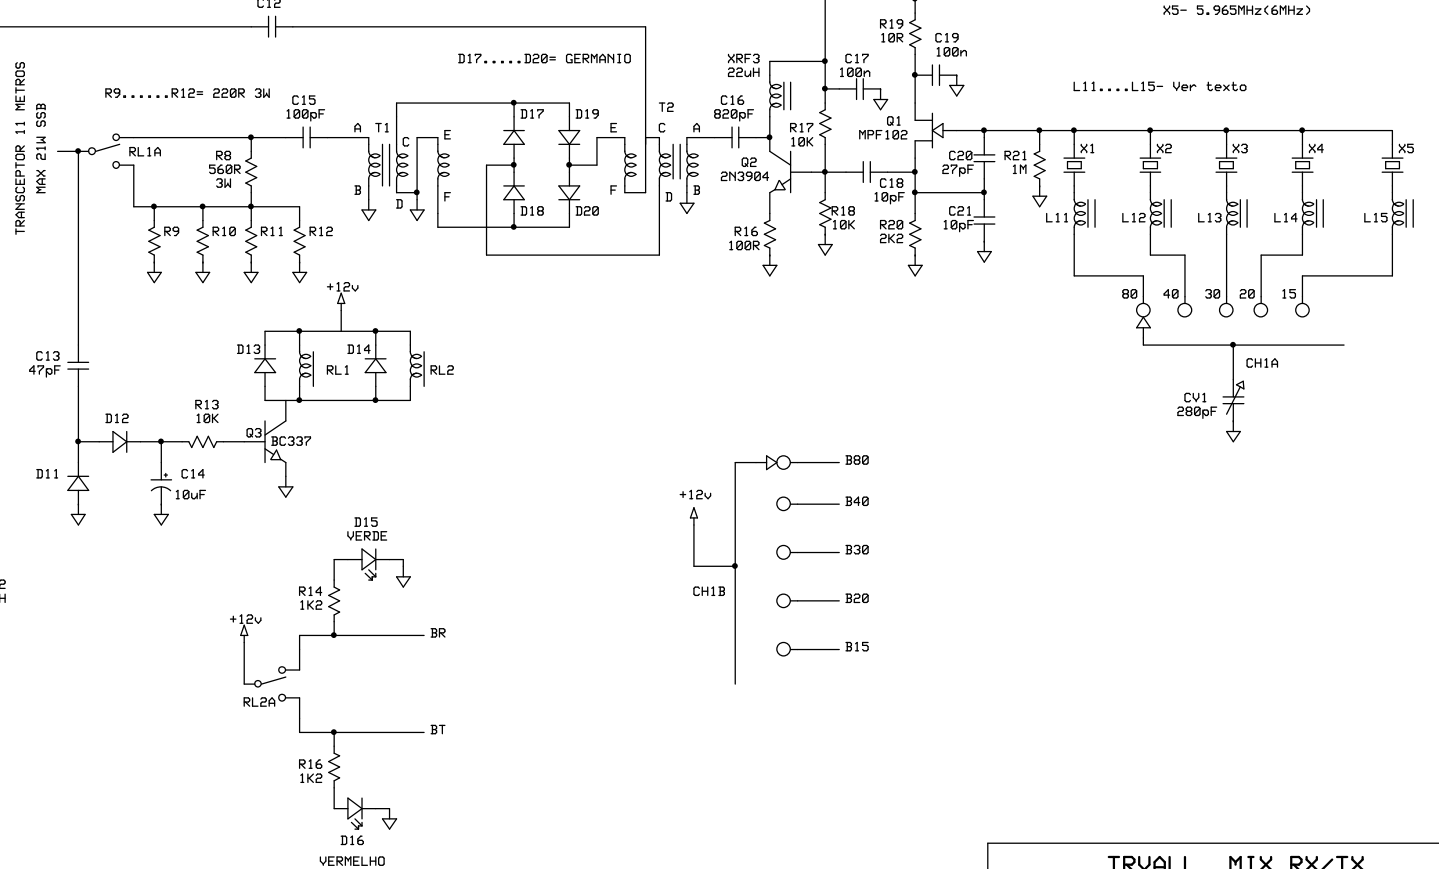 C12
X5- 5.965MHz(6MHz)
R19
10R
C19
100n
D17.....D20= GERMANIO
XRF3
22uH
C17
100n
TRANSCEPTOR 11 METROS
MAX 21W SSB
R9......R12= 220R 3W
L11....L15- Ver texto
C15
100pF
A
T1
C
E
D17
D19
E
T2
C
A
C16
820pF
R17
10K
Q1
MPF102
RL1A
R8
560R
3W
B
D
F
D18
D20
F
D
B
Q2
2N3904
C18
10pF
C20
27pF
R21
1M
X1
X2
X3
X4
X5
R9
R10
R11
R12
R16
100R
R18
10K
R20
2K2
C21
10pF
L11
L12
L13
L14
L15
+12v
80
40
30
20
15
C13
47pF
D13
RL1
D14
RL2
CH1A
CV1
280pF
D12
R13
10K
Q3
BC337
D11
C14
+
10uF
B80
+12v
B40
B30
CH1B
B20
B15
D15
VERDE
R14
1K2
+12v
BR
RL2A
BT
R16
1K2
D16
VERMELHO
TRVALL MIX RX/TX